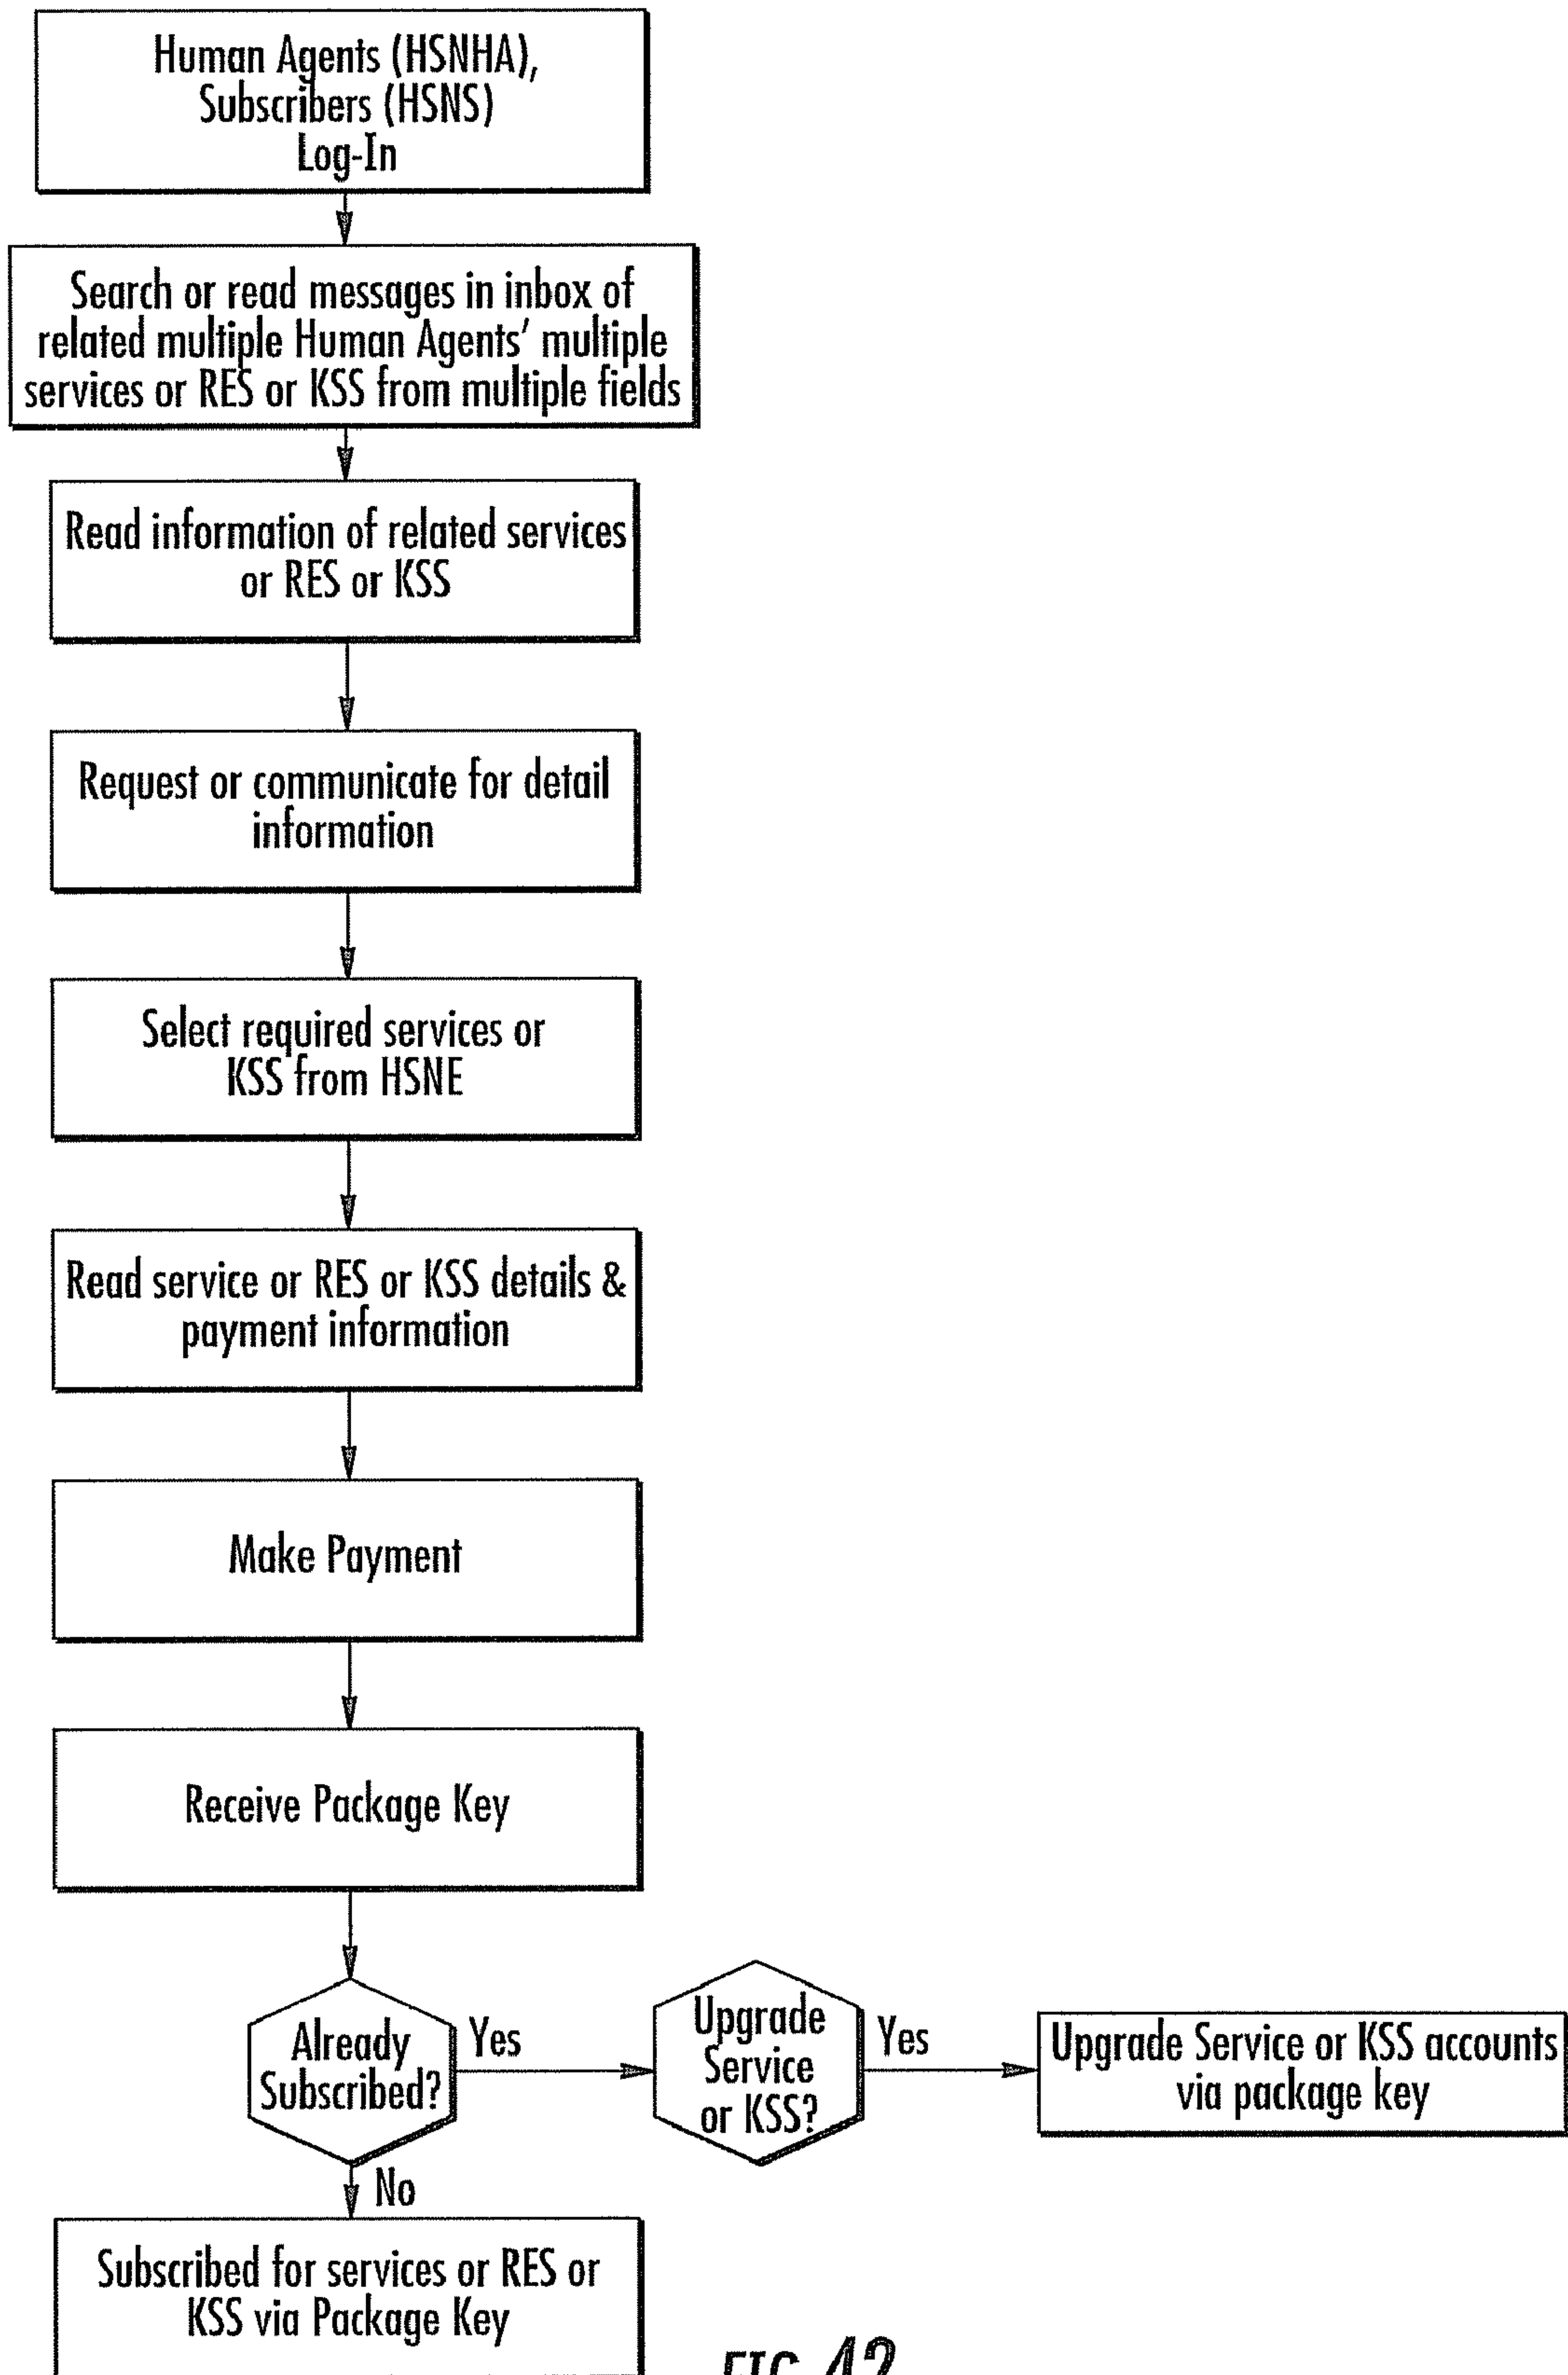 Human Agents (HSNHA),
Subscribers (HSNS)
Log-In
Search or read messages in inbox of
related multiple Human Agents' multiple
services or RES or KSS from multiple fields
Read information of related services
or RES or KSS
Request or communicate for detail
information
Select required services or
KSS from HSNE
Read service or RES or KSS details &
payment information
Make Payment
Receive Package Key
Already
Subscribed?
Yes
Upgrade
Service
or KSS?
Yes
Upgrade Service or KSS accounts
via package key
No
Subscribed for services or RES or
KSS via Package Key
FIG. 42